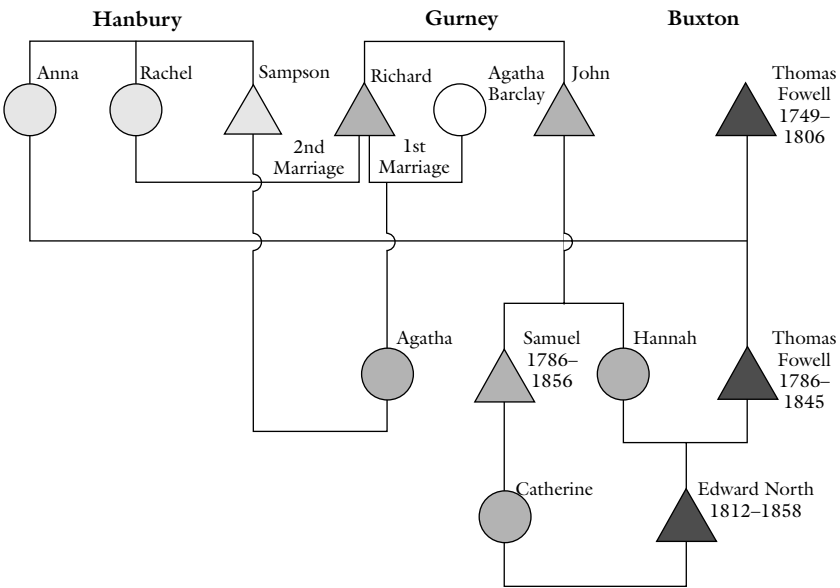 Hanbury
Gurney
Buxton
Anna
Rachel
Sampson
Richard
Agatha
Barclay
John
Thomas
Fowell
1749–
1806
2nd
Marriage
1st
Marriage
Agatha
Samuel
1786–
1856
Hannah
Thomas
Fowell
1786–
1845
Catherine
Edward North
1812–1858